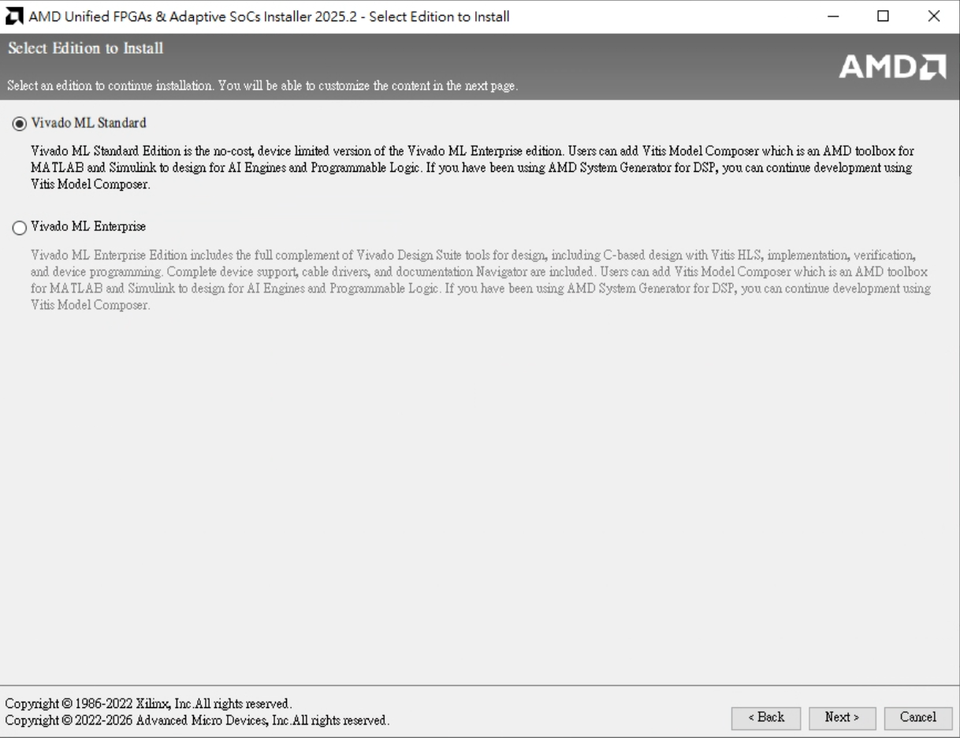 AMD Unified FPGAs & Adaptive SoCs Installer 2025.2 - Select Edition to Install
Select Edition to Install
AMD
Select an edition to continue installation. You will be able to customize the content in the next page.
Vivado ML Standard
Vivado ML Standard Edition is the no-cost, device limited version of the Vivado ML Enterprise edition. Users can add Vitis Model Composer which is an AMD toolbox for
MATLAB and Simulink to design for AI Engines and Programmable Logic. If you have been using AMD System Generator for DSP, you can continue development using
Vitis Model Composer.
Vivado ML Enterprise
Vivado ML Enterprise Edition includes the full complement of Vivado Design Suite tools for design, including C-based design with Vitis HLS, implementation, verification,
and device programming. Complete device support, cable drivers, and documentation Navigator are included. Users can add Vitis Model Composer which is an AMD toolbox
for MATLAB and Simulink to design for AI Engines and Programmable Logic. If you have been using AMD System Generator for DSP, you can continue development using
Vitis Model Composer.
Copyright © 1986-2022 Xilinx, Inc.All rights reserved.
Copyright © 2022-2026 Advanced Micro Devices, Inc.All rights reserved.
< Back Next > Cancel